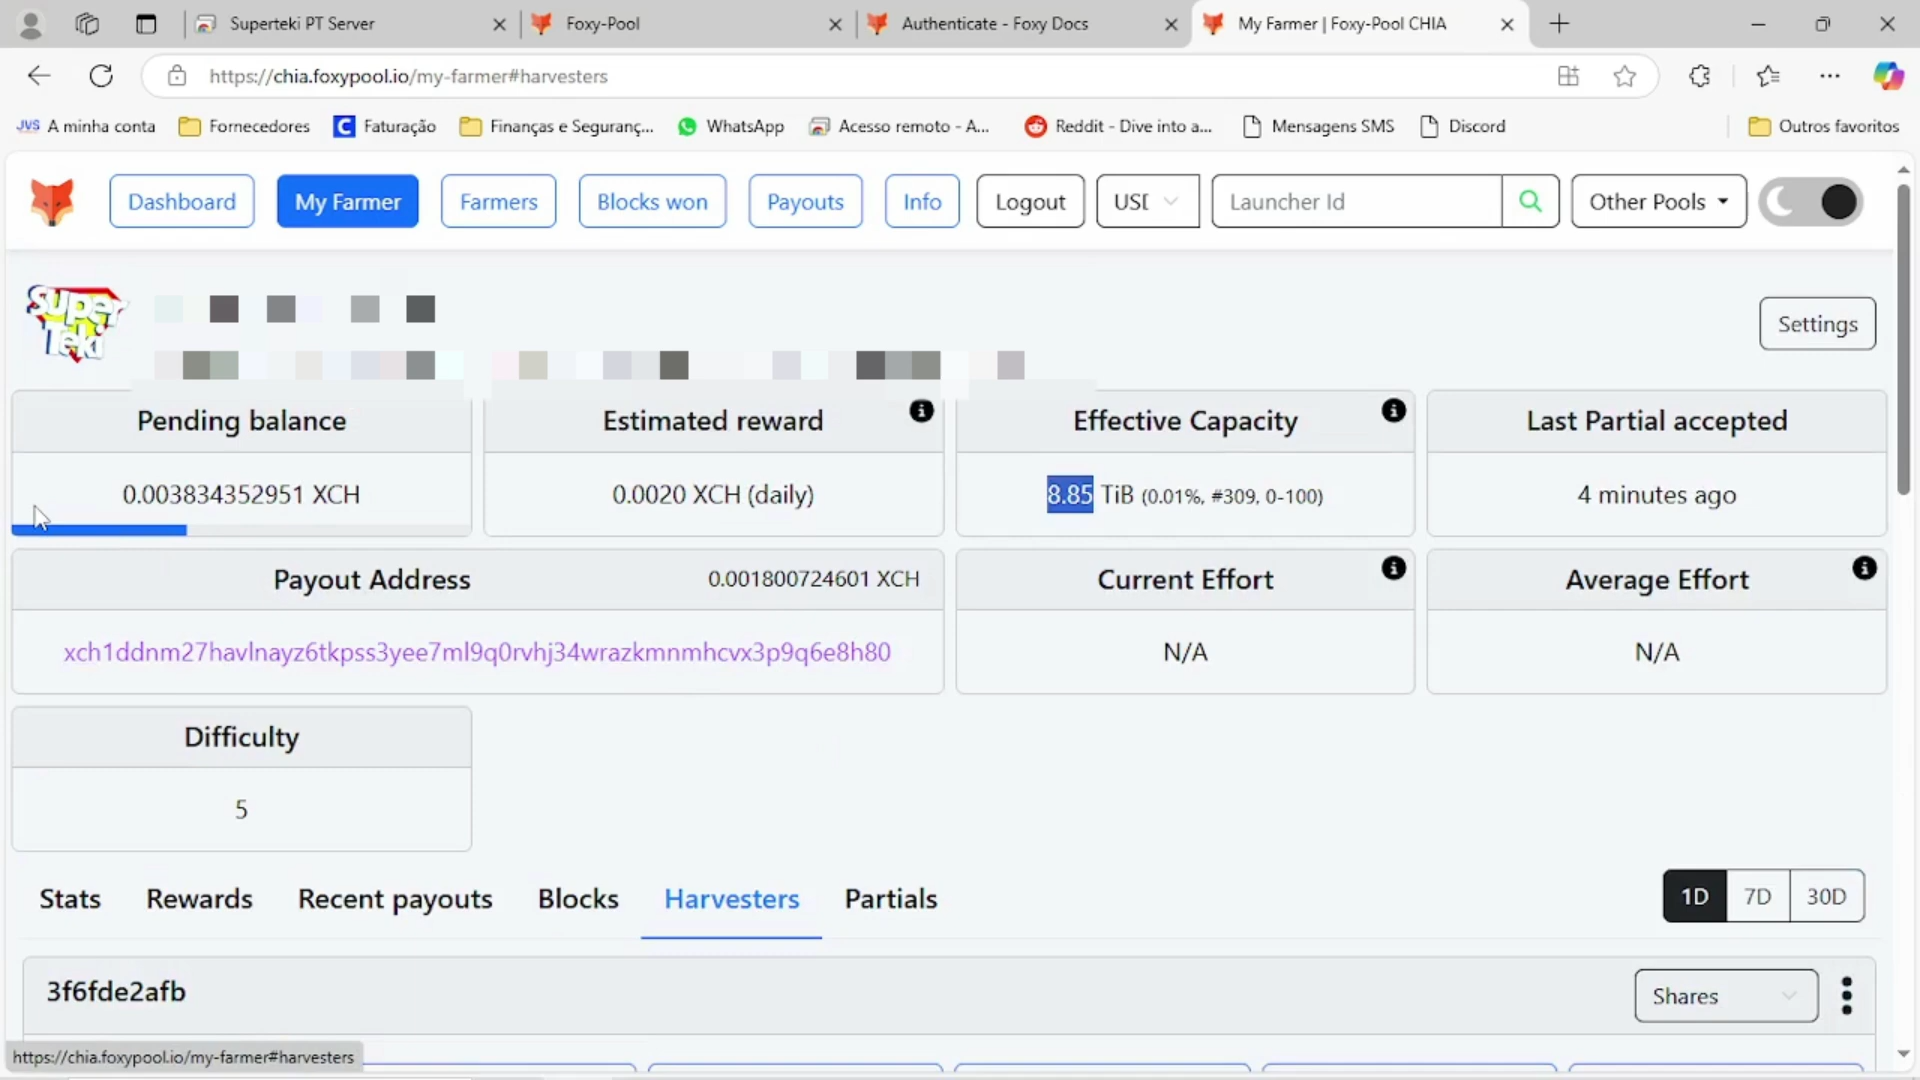 Superteki PT Server
Foxy-Pool
Authenticate - Foxy Docs
My Farmer | Foxy-Pool CHIA
https://chia.foxypool.io/my-farmer#harvesters
JVS A minha conta
Fornecedores
C Faturação
Finanças e Seguranç...
WhatsApp
Acesso remoto - A...
Reddit - Dive into a...
Mensagens SMS
Discord
Outros favoritos
Dashboard
My Farmer
Farmers
Blocks won
Payouts
Info
Logout
USD
Launcher Id
Other Pools
Super Teki
Settings
Pending balance
0.003834352951 XCH
Estimated reward
0.0020 XCH (daily)
Effective Capacity
8.85 TiB (0.01%, #309, 0-100)
Last Partial accepted
4 minutes ago
Payout Address
0.001800724601 XCH
xch1ddnm27havlnayz6tkpss3yee7ml9q0rvhj34wrazkmnmhcvx3p9q6e8h80
Current Effort
N/A
Average Effort
N/A
Difficulty
5
Stats
Rewards
Recent payouts
Blocks
Harvesters
Partials
1D
7D
30D
3f6fde2afb
Shares
https://chia.foxypool.io/my-farmer#harvesters